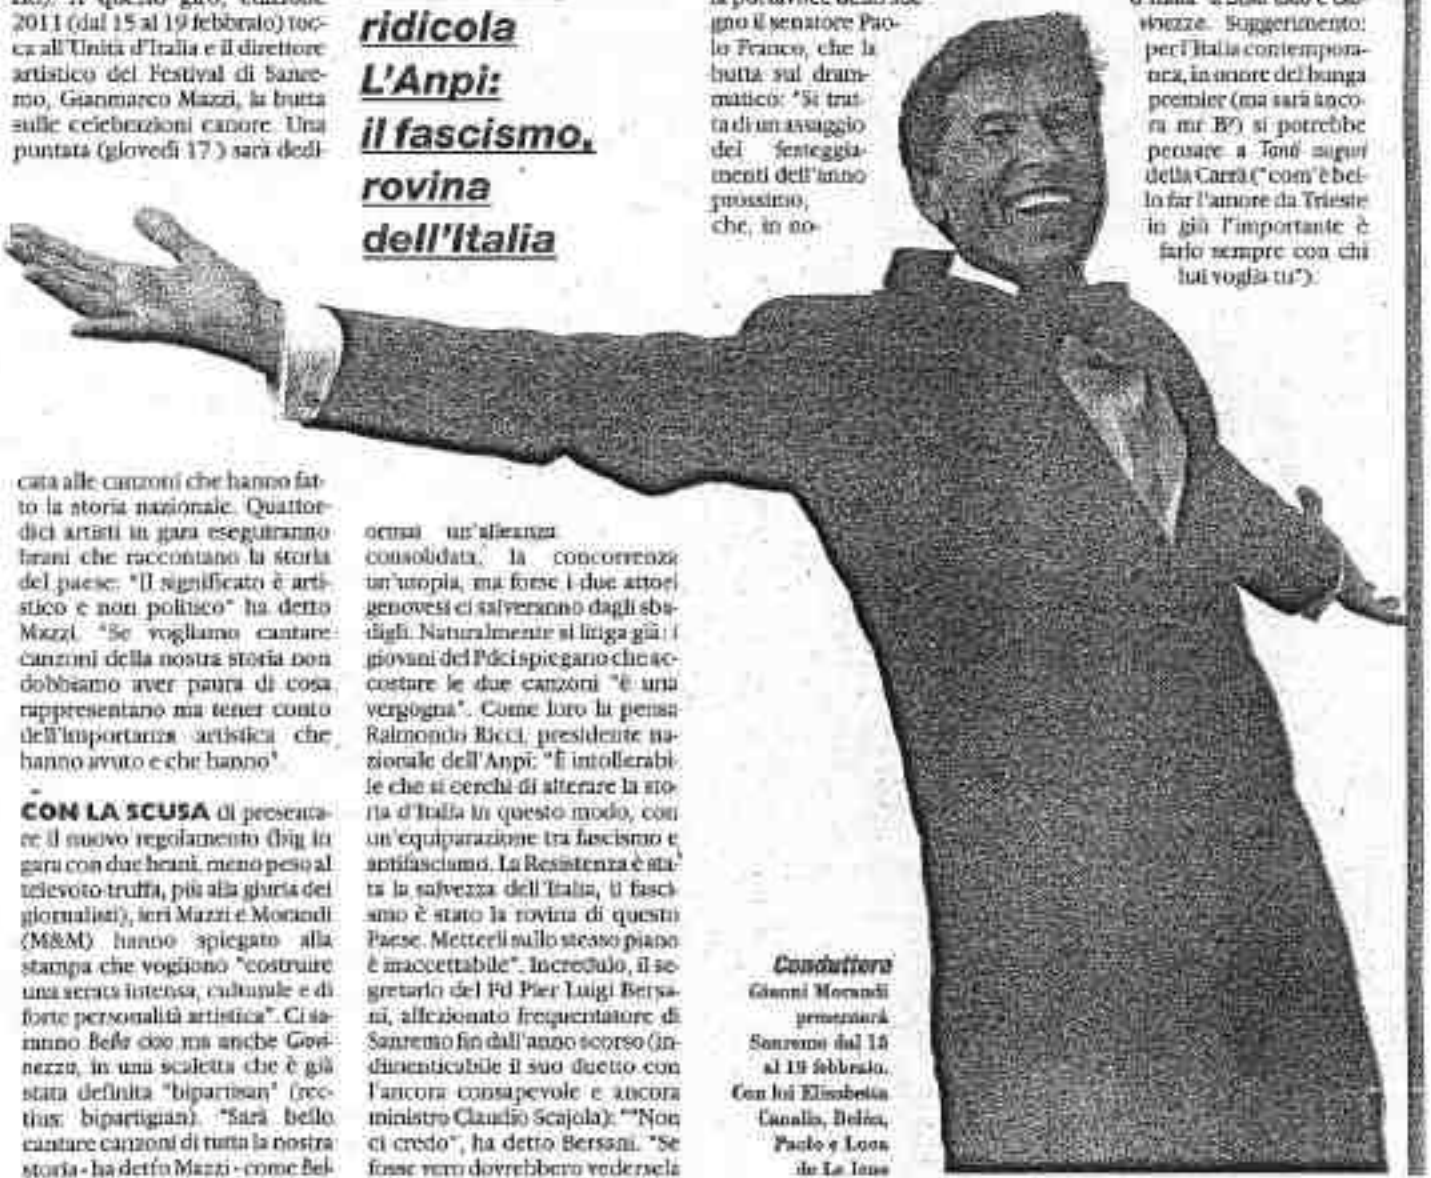 2011 (dal 15 al 19 febbraio) toc-
ca all'Unità d'Italia e il direttore
artistico del Festival di Sanre-
mo, Gianmarco Mazzi, la butta
sulle celebrazioni canore. Una
puntata (giovedì 17) sarà dedi-
cata alle canzoni che hanno fat-
to la storia nazionale. Quattor-
dici artisti in gara eseguiranno
brani che raccontano la storia
del paese: "Il significato è arti-
stico e non politico" ha detto
Mazzi. "Se vogliamo cantare
canzoni della nostra storia non
dobbiamo aver paura di cosa
rappresentano ma tener conto
dell'importanza artistica che
hanno avuto e che hanno".
CON LA SCUSA di presenta-
re il nuovo regolamento (big in
gara con due brani, meno peso al
televoto-truffa, più alla giuria dei
giornalisti), ieri Mazzi e Morandi
(M&M) hanno spiegato alla
stampa che vogliono "costruire
una serata intensa, culturale e di
forte personalità artistica". Ci sa-
ranno Bella ciao ma anche Giovi-
nezza, in una scaletta che è già
stata definita "bipartisan" (rec-
tius: bipartigian). "Sarà bello
cantare canzoni di tutta la nostra
storia - ha detto Mazzi - come Bel-
ridicola
L'Anpi:
il fascismo,
rovina
dell'Italia
ormai un'alleanza
consolidata, la concorrenza
un'utopia, ma forse i due attori
genovesi ci salveranno dagli sba-
digli. Naturalmente si litiga già: i
giovani del Pdci spiegano che ac-
costare le due canzoni "è una
vergogna". Come loro la pensa
Raimondo Ricci, presidente na-
zionale dell'Anpi: "È intollerabi-
le che si cerchi di alterare la sto-
ria d'Italia in questo modo, con
un'equiparazione tra fascismo e
antifascismo. La Resistenza è sta-
ta la salvezza dell'Italia, il fasci-
smo è stato la rovina di questo
Paese. Metterli sullo stesso piano
è inaccettabile". Incredulo, il se-
gretario del Pd Pier Luigi Bersa-
ni, affezionato frequentatore di
Sanremo fin dall'anno scorso (in-
dimenticabile il suo duetto con
l'ancora consapevole e ancora
ministro Claudio Scajola): ""Non
ci credo", ha detto Bersani. "Se
fosse vero dovrebbero vedersela
gno il senatore Pao-
lo Franco, che la
butta sul dram-
matico: "Si trat-
ta di un assaggio
dei festeggia-
menti dell'anno
prossimo,
che, in no-
vinezze. Suggerimento:
per l'Italia contempora-
nea, in onore del bunga
premier (ma sarà anco-
ra mr B?) si potrebbe
pensare a Tanti auguri
della Carrà ("com'è bel-
lo far l'amore da Trieste
in giù l'importante è
farlo sempre con chi
hai voglia tu").
Conduttore
Gianni Morandi
presenterà
Sanremo dal 15
al 19 febbraio.
Con lui Elisabetta
Canalis, Belén,
Paolo e Luca